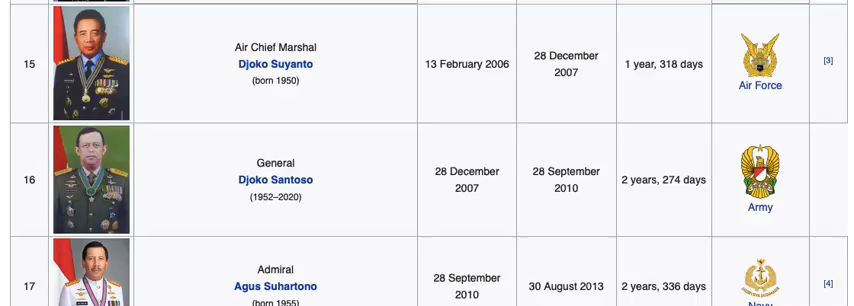 15
Air Chief Marshal
Djoko Suyanto
(born 1950)
13 February 2006
28 December
2007
1 year, 318 days
Air Force
[3]
16
General
Djoko Santoso
(1952–2020)
28 December
2007
28 September
2010
2 years, 274 days
Army
17
Admiral
Agus Suhartono
(born 1955)
28 September
2010
30 August 2013
2 years, 336 days
Navy
[4]